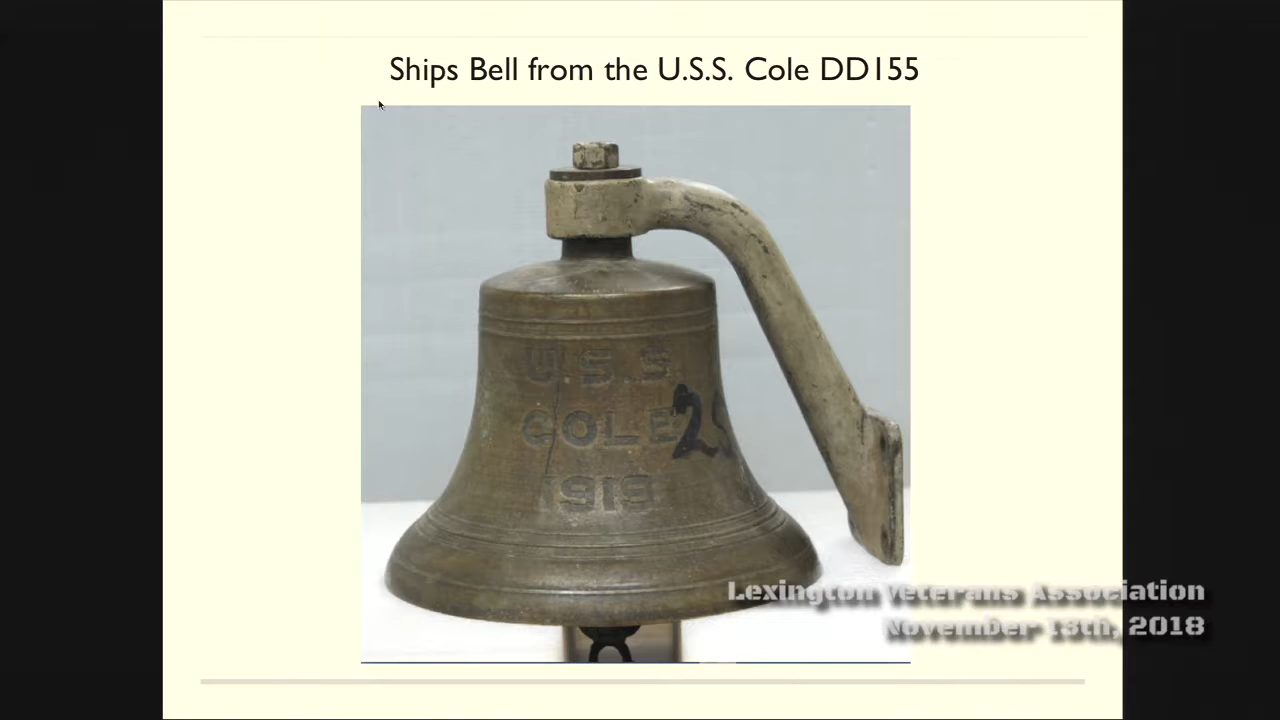 Ships Bell from the U.S.S. Cole DD155
U.S.S.
COLE
1919
Lexington Veterans Association
November 13th, 2018